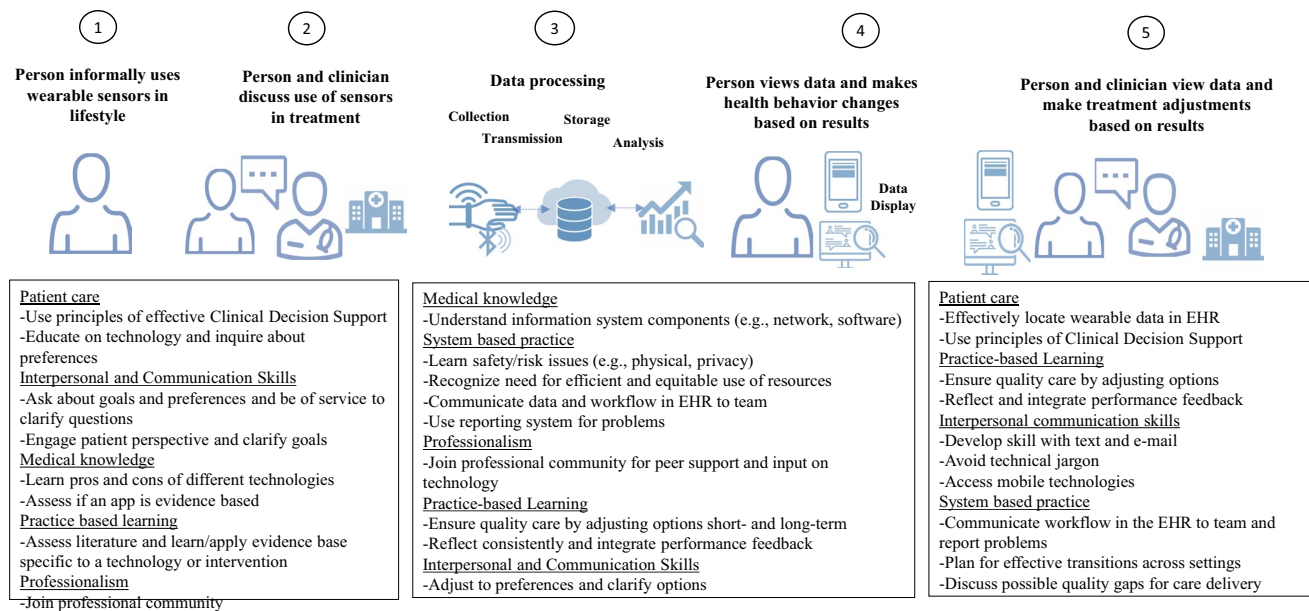 1
Person informally uses
wearable sensors in
lifestyle
2
Person and clinician
discuss use of sensors
in treatment
3
Data processing
Collection
Transmission
Storage
Analysis
4
Person views data and makes
health behavior changes
based on results
Data
Display
5
Person and clinician view data and
make treatment adjustments
based on results
Patient care
-Use principles of effective Clinical Decision Support
-Educate on technology and inquire about
preferences
Interpersonal and Communication Skills
-Ask about goals and preferences and be of service to
clarify questions
-Engage patient perspective and clarify goals
Medical knowledge
-Learn pros and cons of different technologies
-Assess if an app is evidence based
Practice based learning
-Assess literature and learn/apply evidence base
specific to a technology or intervention
Professionalism
-Join professional community
Medical knowledge
-Understand information system components (e.g., network, software)
System based practice
-Learn safety/risk issues (e.g., physical, privacy)
-Recognize need for efficient and equitable use of resources
-Communicate data and workflow in EHR to team
-Use reporting system for problems
Professionalism
-Join professional community for peer support and input on
technology
Practice-based Learning
-Ensure quality care by adjusting options short- and long-term
-Reflect consistently and integrate performance feedback
Interpersonal and Communication Skills
-Adjust to preferences and clarify options
Patient care
-Effectively locate wearable data in EHR
-Use principles of Clinical Decision Support
Practice-based Learning
-Ensure quality care by adjusting options
-Reflect and integrate performance feedback
Interpersonal communication skills
-Develop skill with text and e-mail
-Avoid technical jargon
-Access mobile technologies
System based practice
-Communicate workflow in the EHR to team and
report problems
-Plan for effective transitions across settings
-Discuss possible quality gaps for care delivery